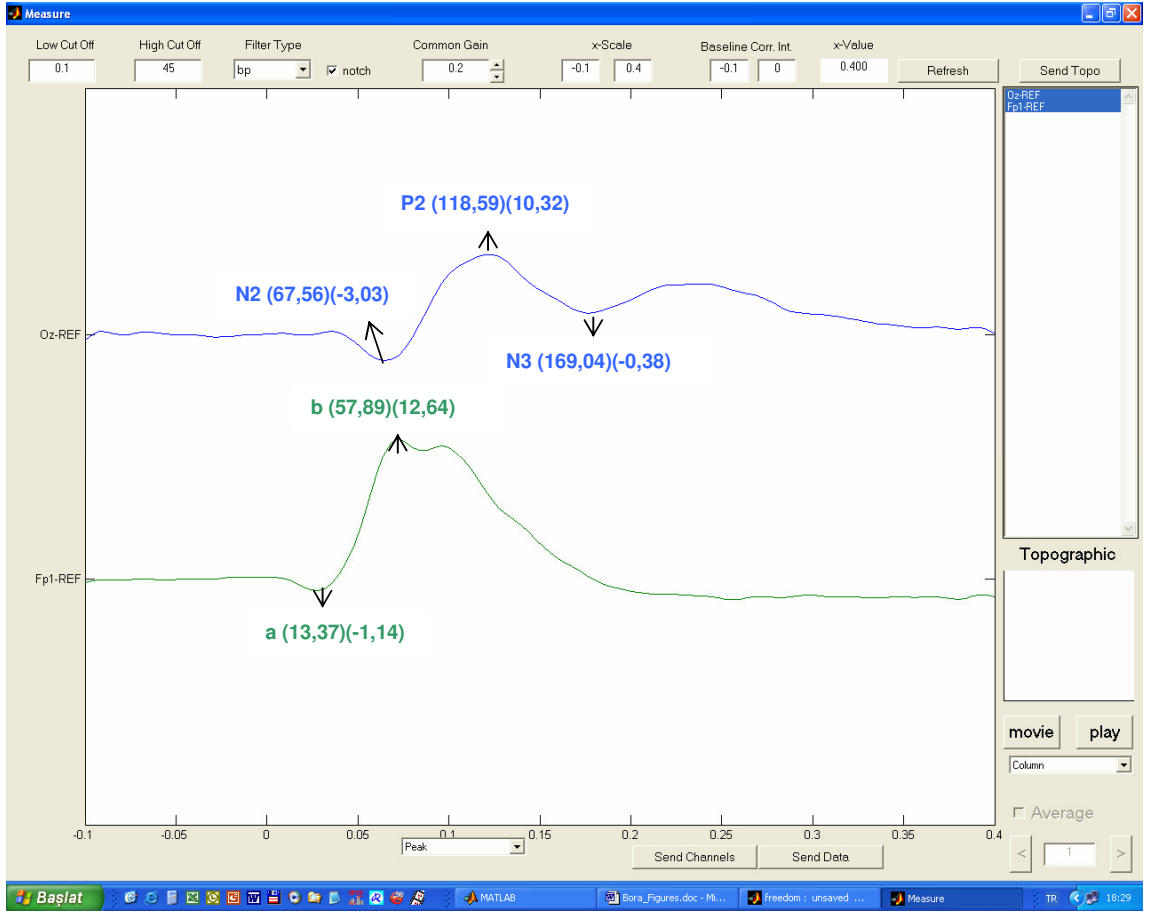 Measure
Low Cut Off High Cut Off Filter Type Common Gain x-Scale Baseline Corr. Int. x-Value
0.1 45 bp notch 0.2 -0.1 0.4 -0.1 0 0.400 Refresh Send Topo
Oz-REF
Fp1-REF
P2 (118,59)(10,32)
N2 (67,56)(-3,03)
Oz-REF
N3 (169,04)(-0,38)
b (57,89)(12,64)
Topographic
Fp1-REF
a (13,37)(-1,14)
movie play
Column
Average
-0.1 -0.05 0 0.05 0.1 0.15 0.2 0.25 0.3 0.35 0.4
Peak
Send Channels Send Data
< 1 >
Başlat MATLAB Bora_Figures.doc - Mi... freedom : unsaved ... Measure TR 18:29